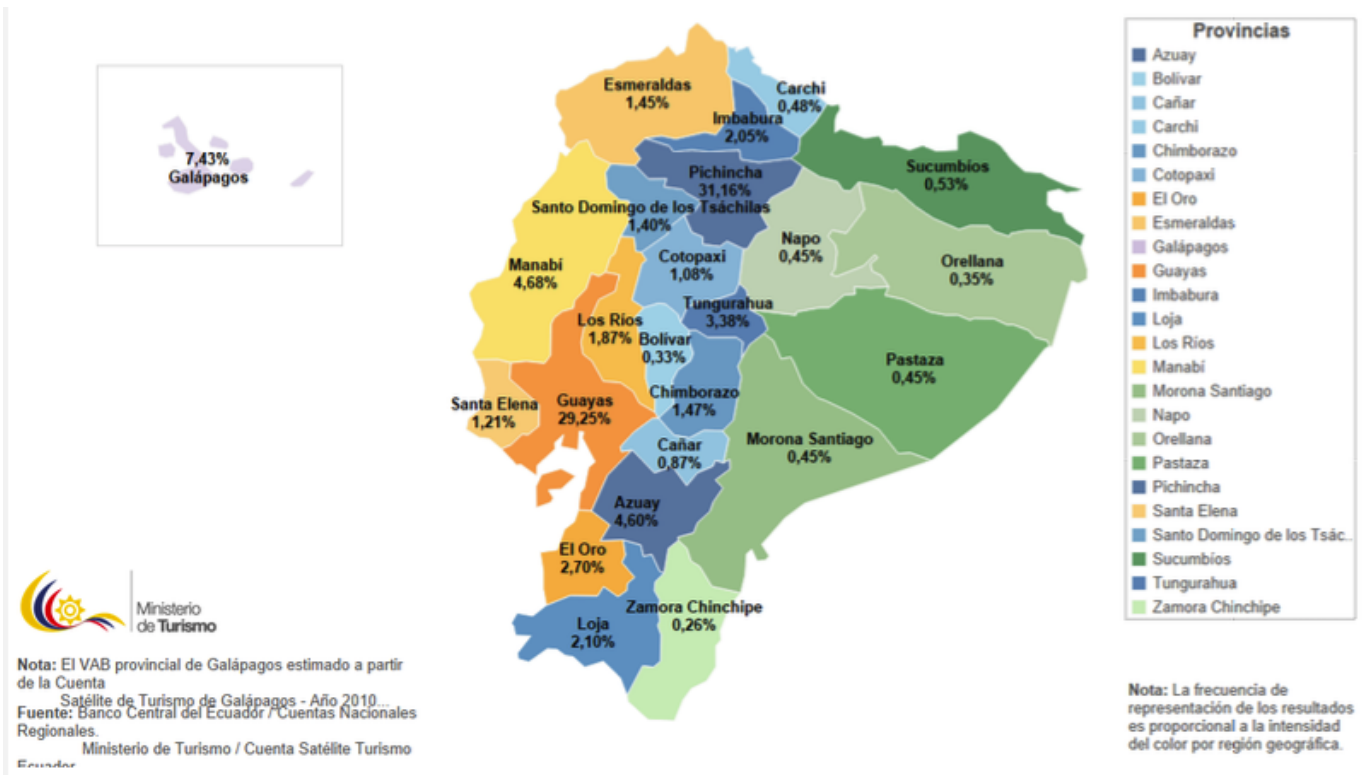 7,43%
Galápagos
Esmeraldas
1,45%
Carchi
0,48%
Imbabura
2,05%
Pichincha
31,16%
Sucumbíos
0,53%
Santo Domingo de los Tsáchilas
1,40%
Napo
0,45%
Orellana
0,35%
Manabí
4,68%
Cotopaxi
1,08%
Tungurahua
3,38%
Los Ríos
1,87%
Bolívar
0,33%
Pastaza
0,45%
Santa Elena
1,21%
Guayas
29,25%
Chimborazo
1,47%
Cañar
0,87%
Morona Santiago
0,45%
Azuay
4,60%
El Oro
2,70%
Loja
2,10%
Zamora Chinchipe
0,26%
Provincias
Azuay
Bolívar
Cañar
Carchi
Chimborazo
Cotopaxi
El Oro
Esmeraldas
Galápagos
Guayas
Imbabura
Loja
Los Ríos
Manabí
Morona Santiago
Napo
Orellana
Pastaza
Pichincha
Santa Elena
Santo Domingo de los Tsác..
Sucumbíos
Tungurahua
Zamora Chinchipe
Ministerio
de Turismo
Nota: El VAB provincial de Galápagos estimado a partir
de la Cuenta
Satélite de Turismo de Galápagos - Año 2010...
Fuente: Banco Central del Ecuador / Cuentas Nacionales
Regionales.
Ministerio de Turismo / Cuenta Satélite Turismo
Ecuador
Nota: La frecuencia de
representación de los resultados
es proporcional a la intensidad
del color por región geográfica.